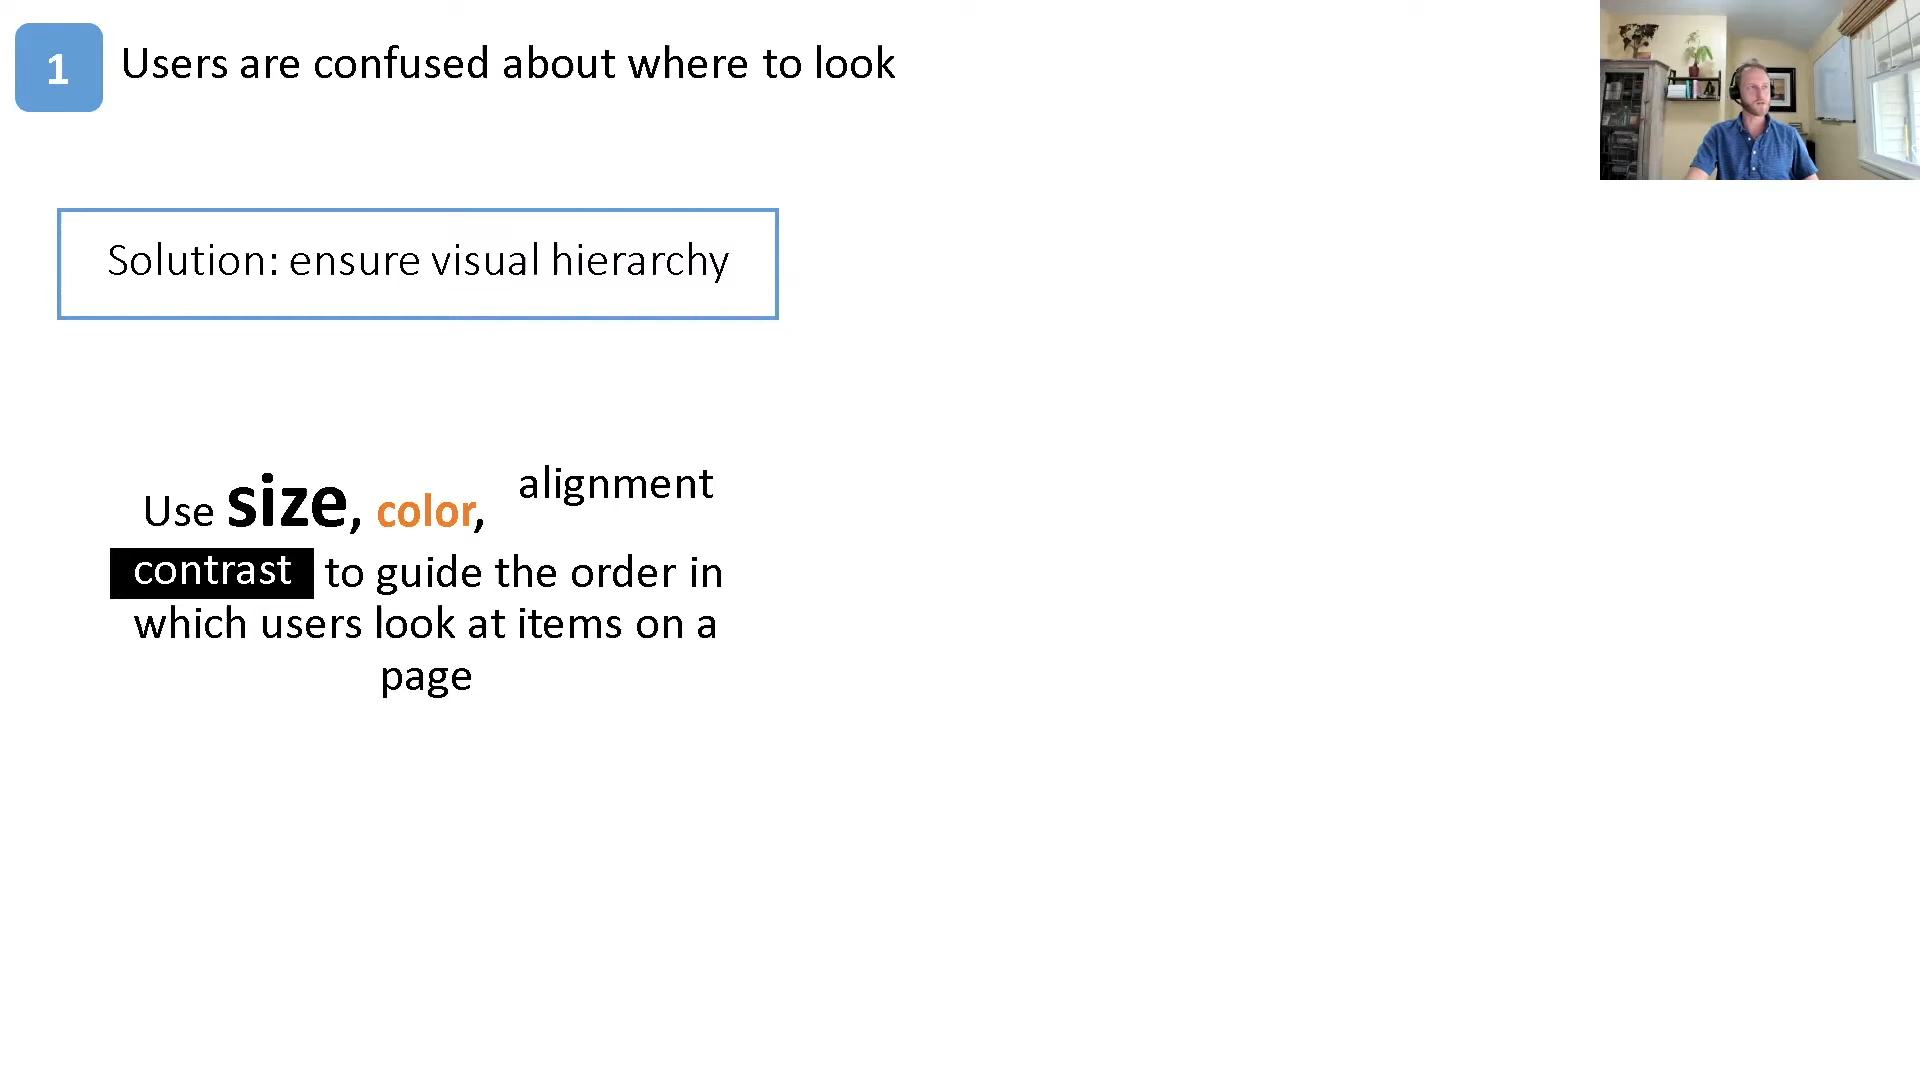 1
Users are confused about where to look
Solution: ensure visual hierarchy
Use size, color, alignment
contrast to guide the order in
which users look at items on a
page